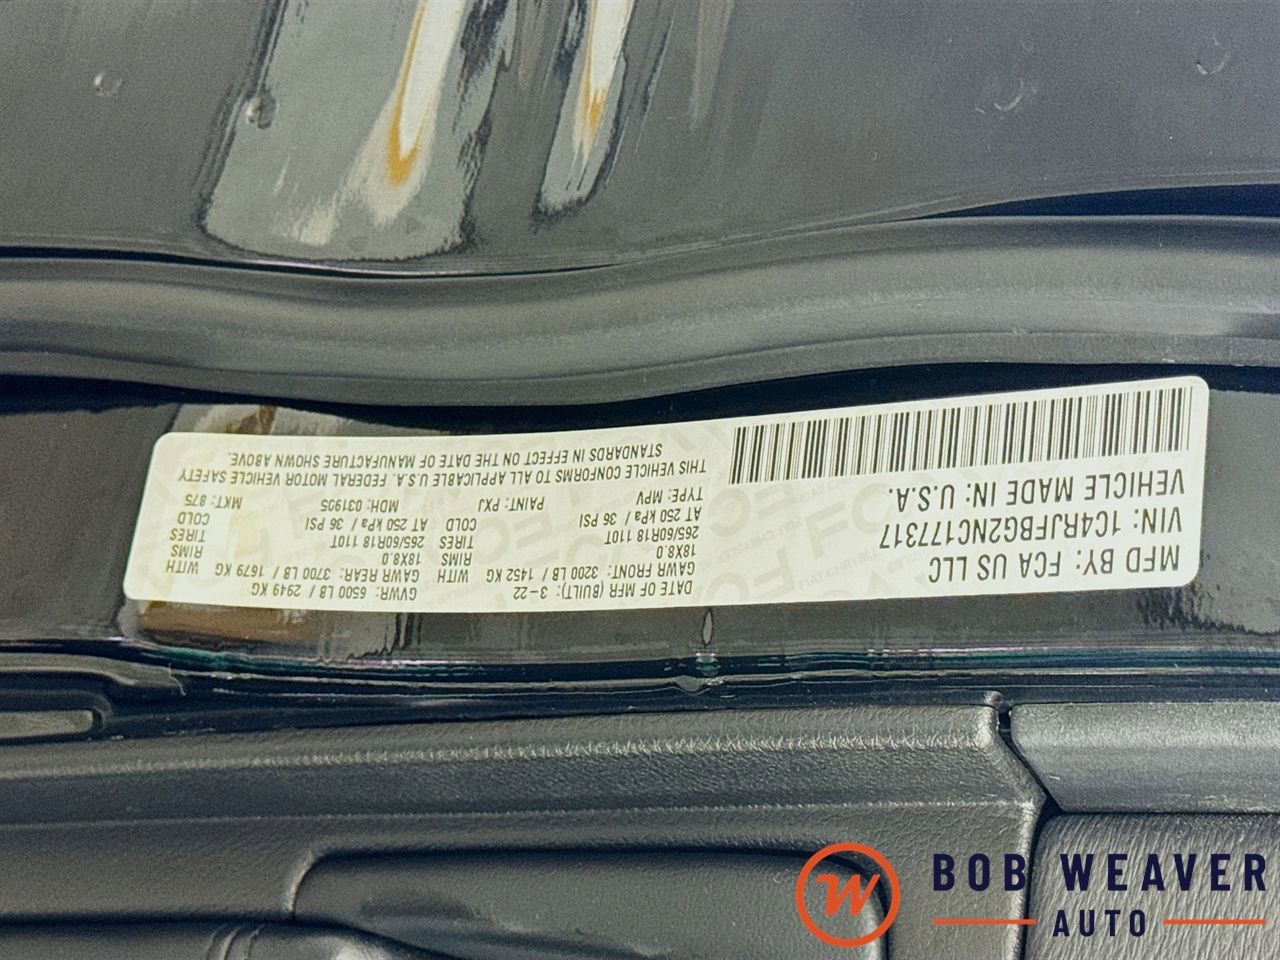 MFD BY: FCA US LLC
VIN: 1C4RJFBG2NC177317
VEHICLE MADE IN: U.S.A.
DATE OF MFR (BUILT): 3-22
GVWR: 6500 LB / 2949 KG
GAWR FRONT: 3200 LB / 1452 KG
WITH
GAWR REAR: 3700 LB / 1679 KG
WITH
18X8.0
RIMS
18X8.0
RIMS
265/60R18 110T
TIRES
265/60R18 110T
TIRES
AT 250 kPa / 36 PSI
COLD
AT 250 kPa / 36 PSI
COLD
TYPE: MPV
PAINT: PXJ
MDH: 031905
MKT: 875
THIS VEHICLE CONFORMS TO ALL APPLICABLE U.S.A. FEDERAL MOTOR VEHICLE SAFETY
STANDARDS IN EFFECT ON THE DATE OF MANUFACTURE SHOWN ABOVE.
W
BOB WEAVER
AUTO